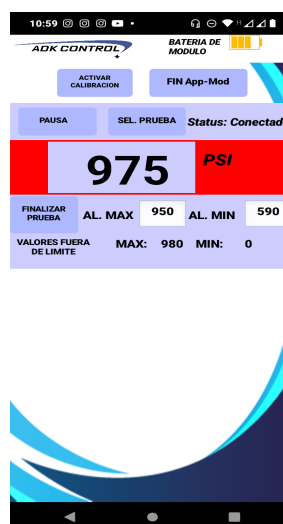 10:59
ADK CONTROL
BATERIA DE
MODULO
ACTIVAR
CALIBRACION
FIN App-Mod
PAUSA
SEL. PRUEBA
Status: Conectad
975
PSI
FINALIZAR
PRUEBA
AL. MAX
950
AL. MIN
590
VALORES FUERA
DE LIMITE
MAX: 980 MIN: 0